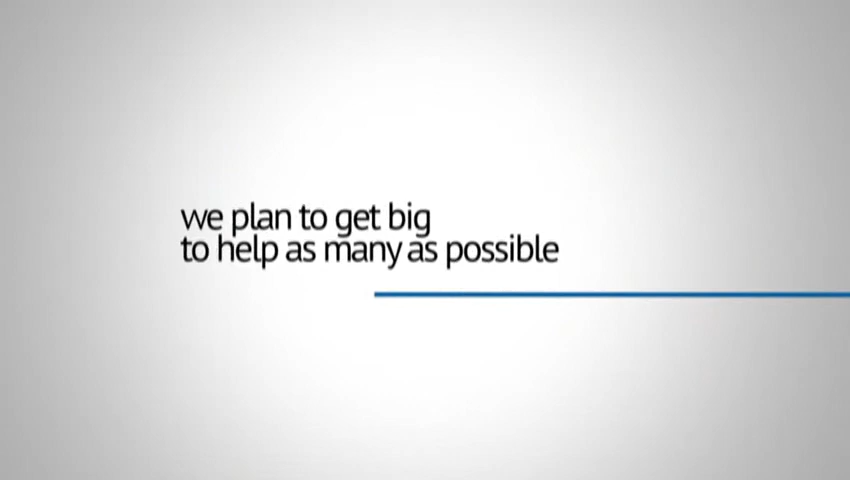 we plan to get big
to help as many as possible